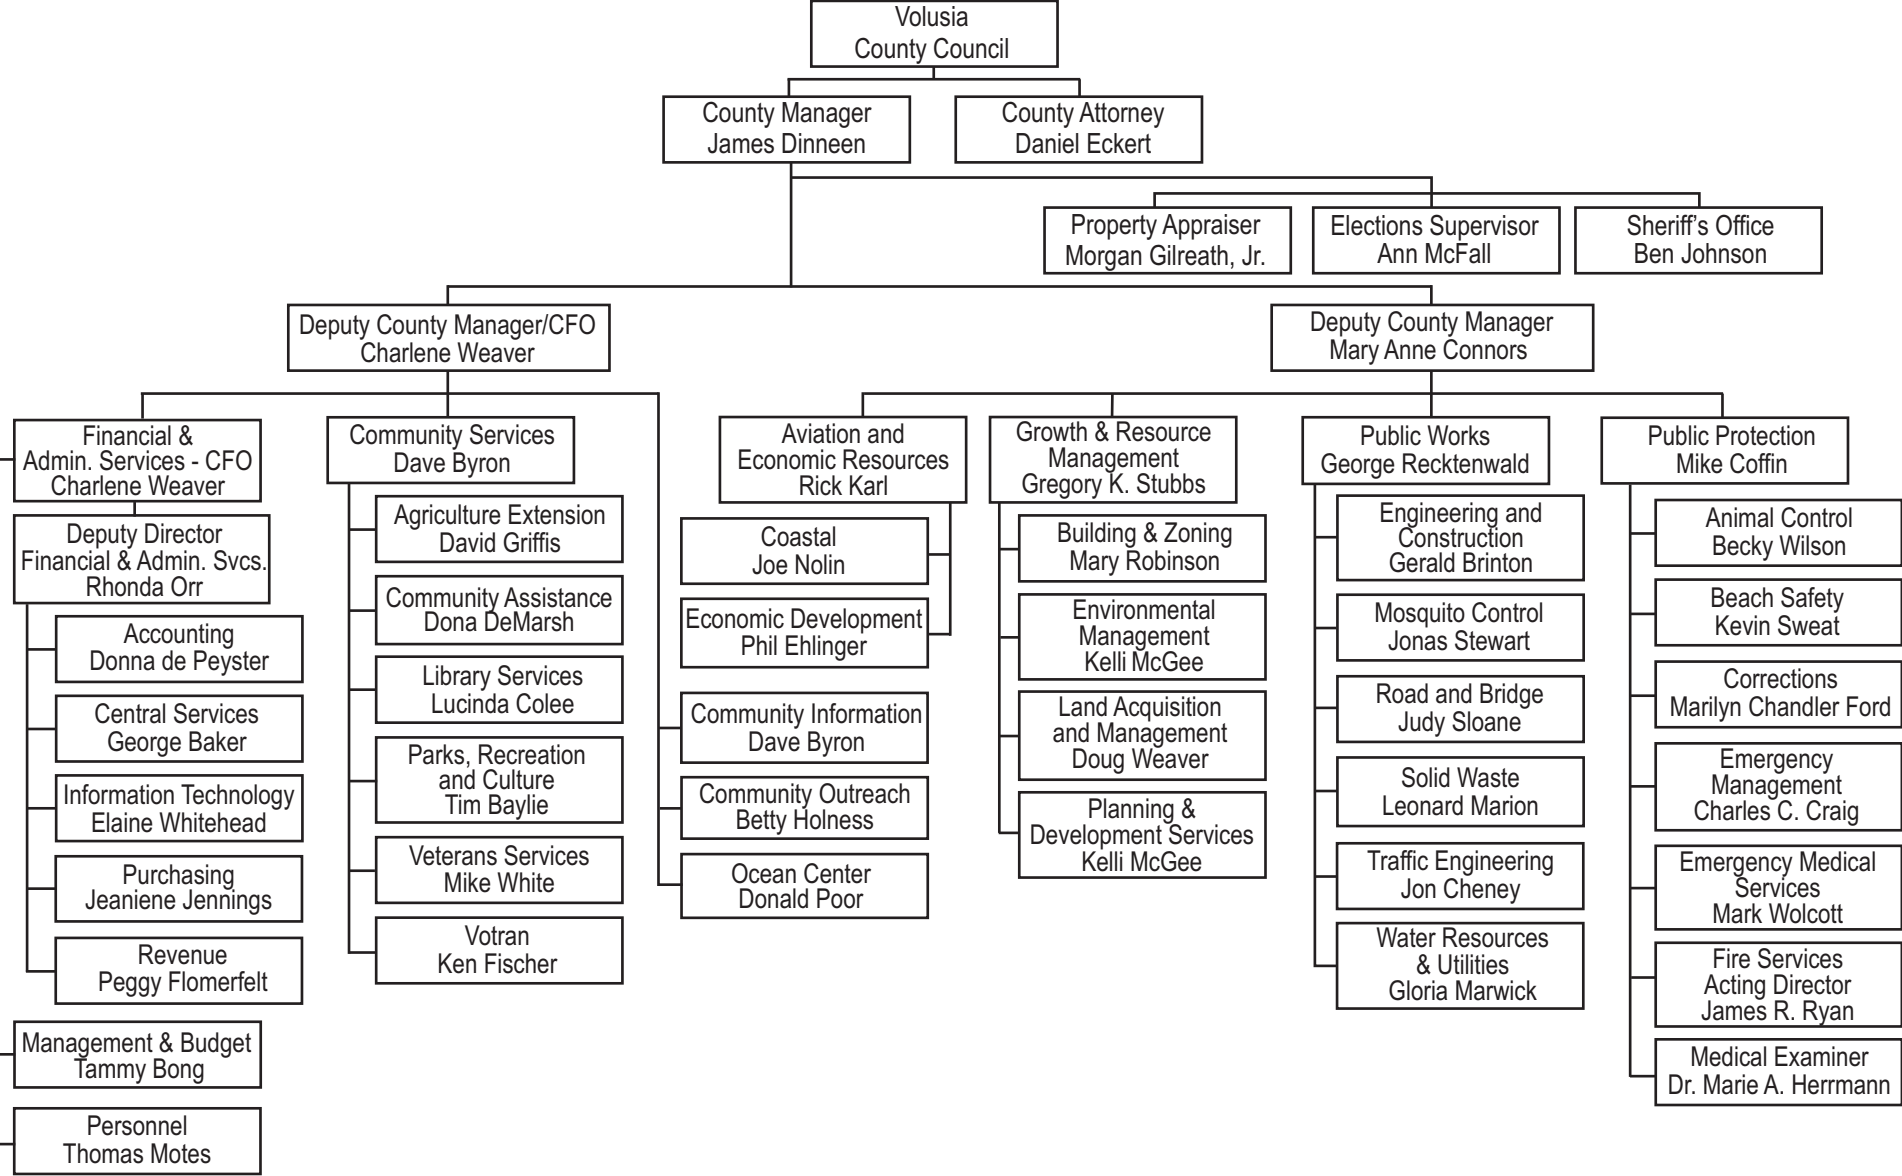 Volusia
County Council
County Manager
James Dinneen
County Attorney
Daniel Eckert
Property Appraiser
Morgan Gilreath, Jr.
Elections Supervisor
Ann McFall
Sheriff's Office
Ben Johnson
Deputy County Manager/CFO
Charlene Weaver
Deputy County Manager
Mary Anne Connors
Financial &
Admin. Services - CFO
Charlene Weaver
Deputy Director
Financial & Admin. Svcs.
Rhonda Orr
Accounting
Donna de Peyster
Central Services
George Baker
Information Technology
Elaine Whitehead
Purchasing
Jeaniene Jennings
Revenue
Peggy Flomerfelt
Management & Budget
Tammy Bong
Personnel
Thomas Motes
Community Services
Dave Byron
Agriculture Extension
David Griffis
Community Assistance
Dona DeMarsh
Library Services
Lucinda Colee
Parks, Recreation
and Culture
Tim Baylie
Veterans Services
Mike White
Votran
Ken Fischer
Aviation and
Economic Resources
Rick Karl
Coastal
Joe Nolin
Economic Development
Phil Ehlinger
Community Information
Dave Byron
Community Outreach
Betty Holness
Ocean Center
Donald Poor
Growth & Resource
Management
Gregory K. Stubbs
Building & Zoning
Mary Robinson
Environmental
Management
Kelli McGee
Land Acquisition
and Management
Doug Weaver
Planning &
Development Services
Kelli McGee
Public Works
George Recktenwald
Engineering and
Construction
Gerald Brinton
Mosquito Control
Jonas Stewart
Road and Bridge
Judy Sloane
Solid Waste
Leonard Marion
Traffic Engineering
Jon Cheney
Water Resources
& Utilities
Gloria Marwick
Public Protection
Mike Coffin
Animal Control
Becky Wilson
Beach Safety
Kevin Sweat
Corrections
Marilyn Chandler Ford
Emergency
Management
Charles C. Craig
Emergency Medical
Services
Mark Wolcott
Fire Services
Acting Director
James R. Ryan
Medical Examiner
Dr. Marie A. Herrmann